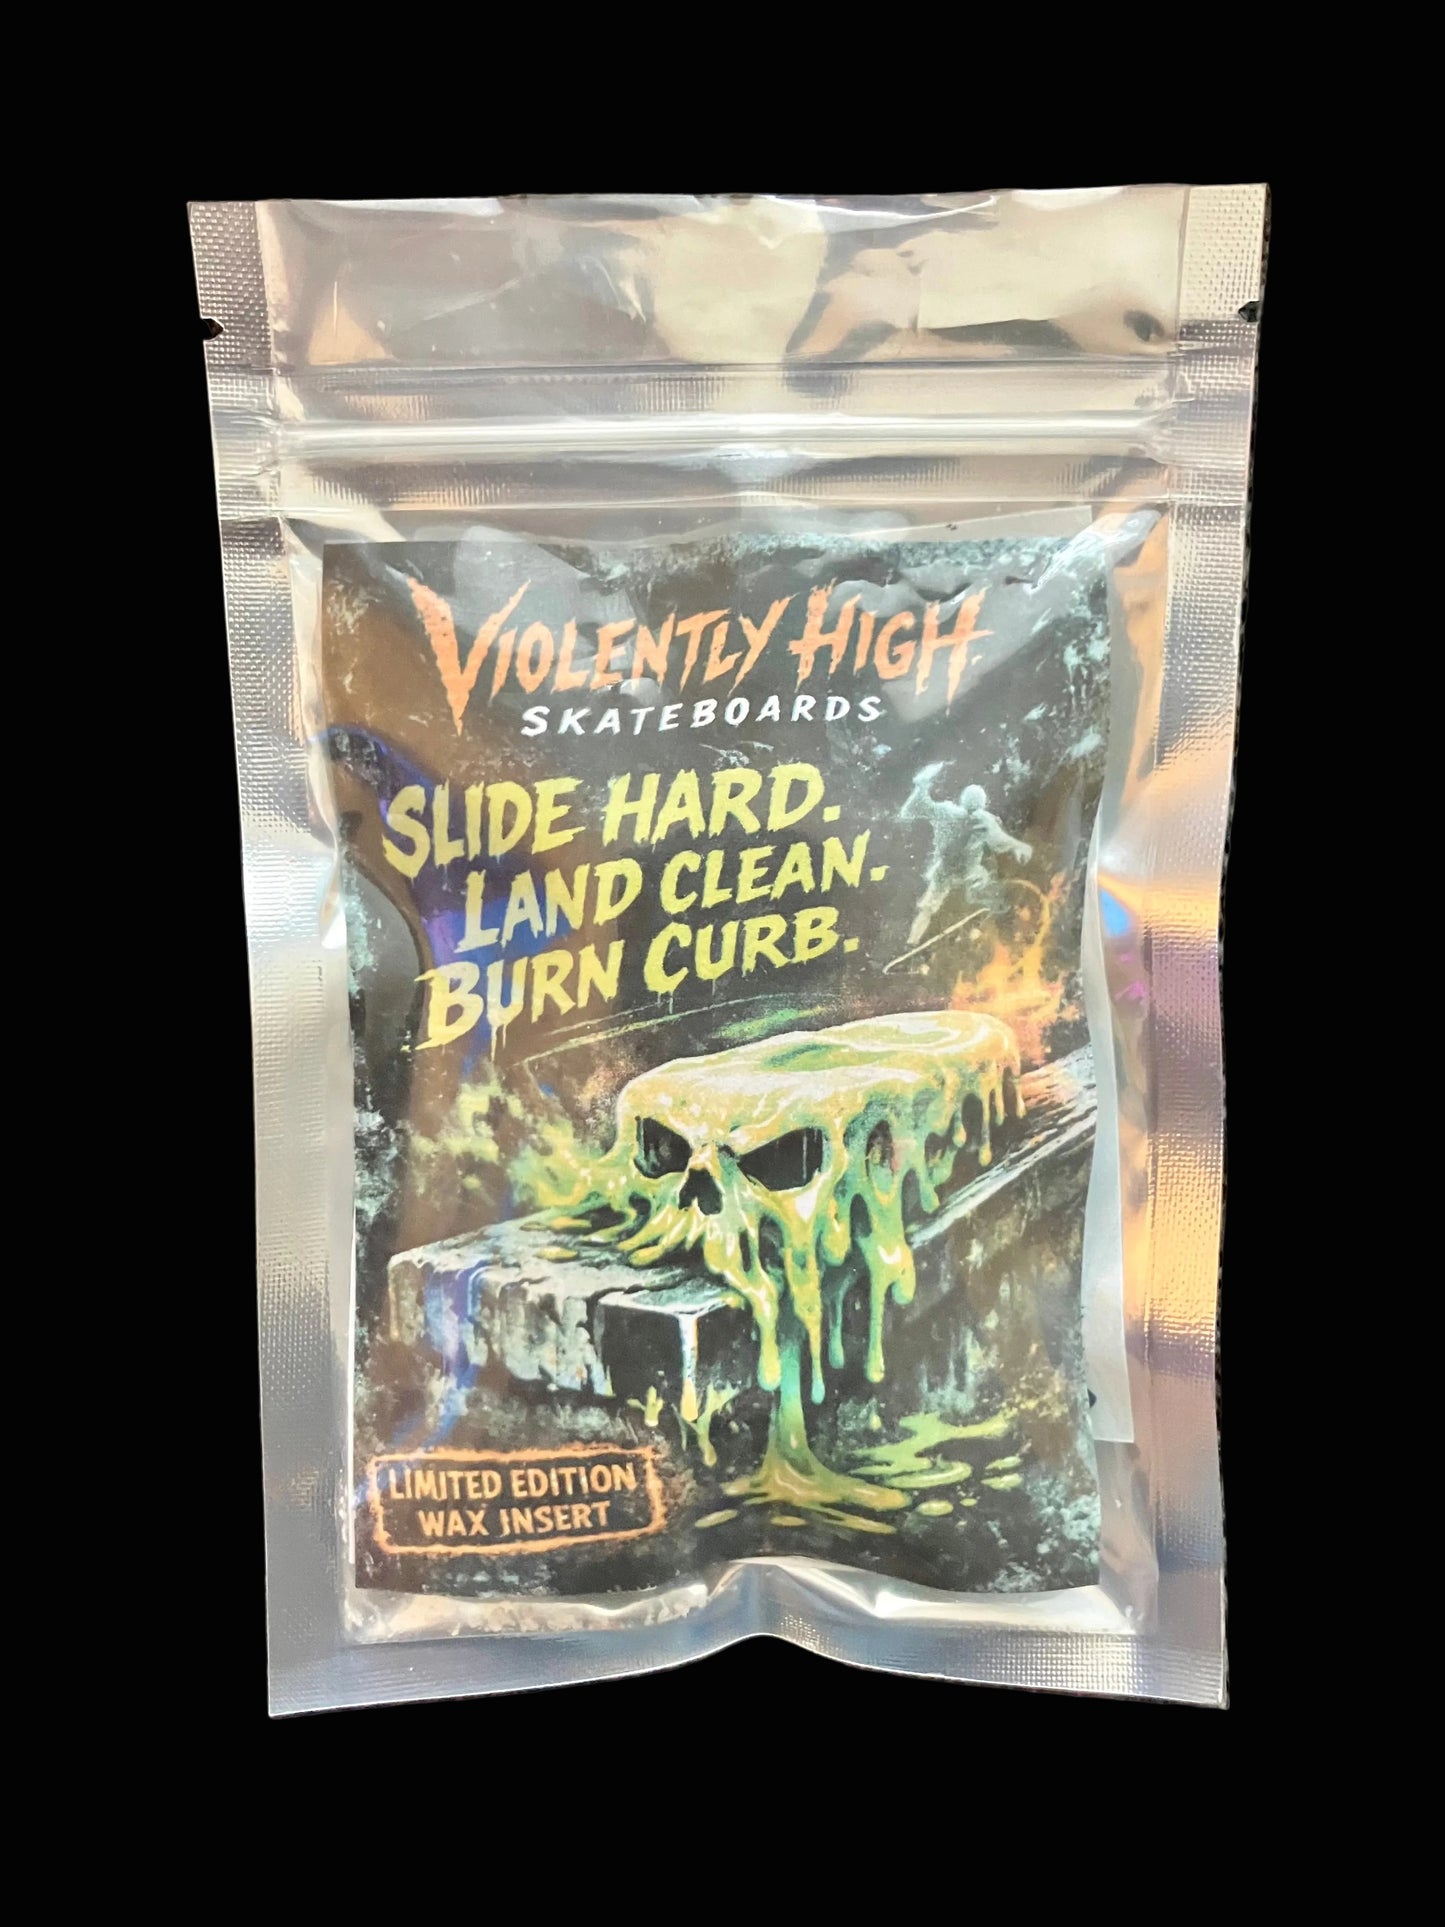 VIOLENTLY HIGH
SKATEBOARDS
SLIDE HARD.
LAND CLEAN.
BURN CURB.
LIMITED EDITION
WAX INSERT